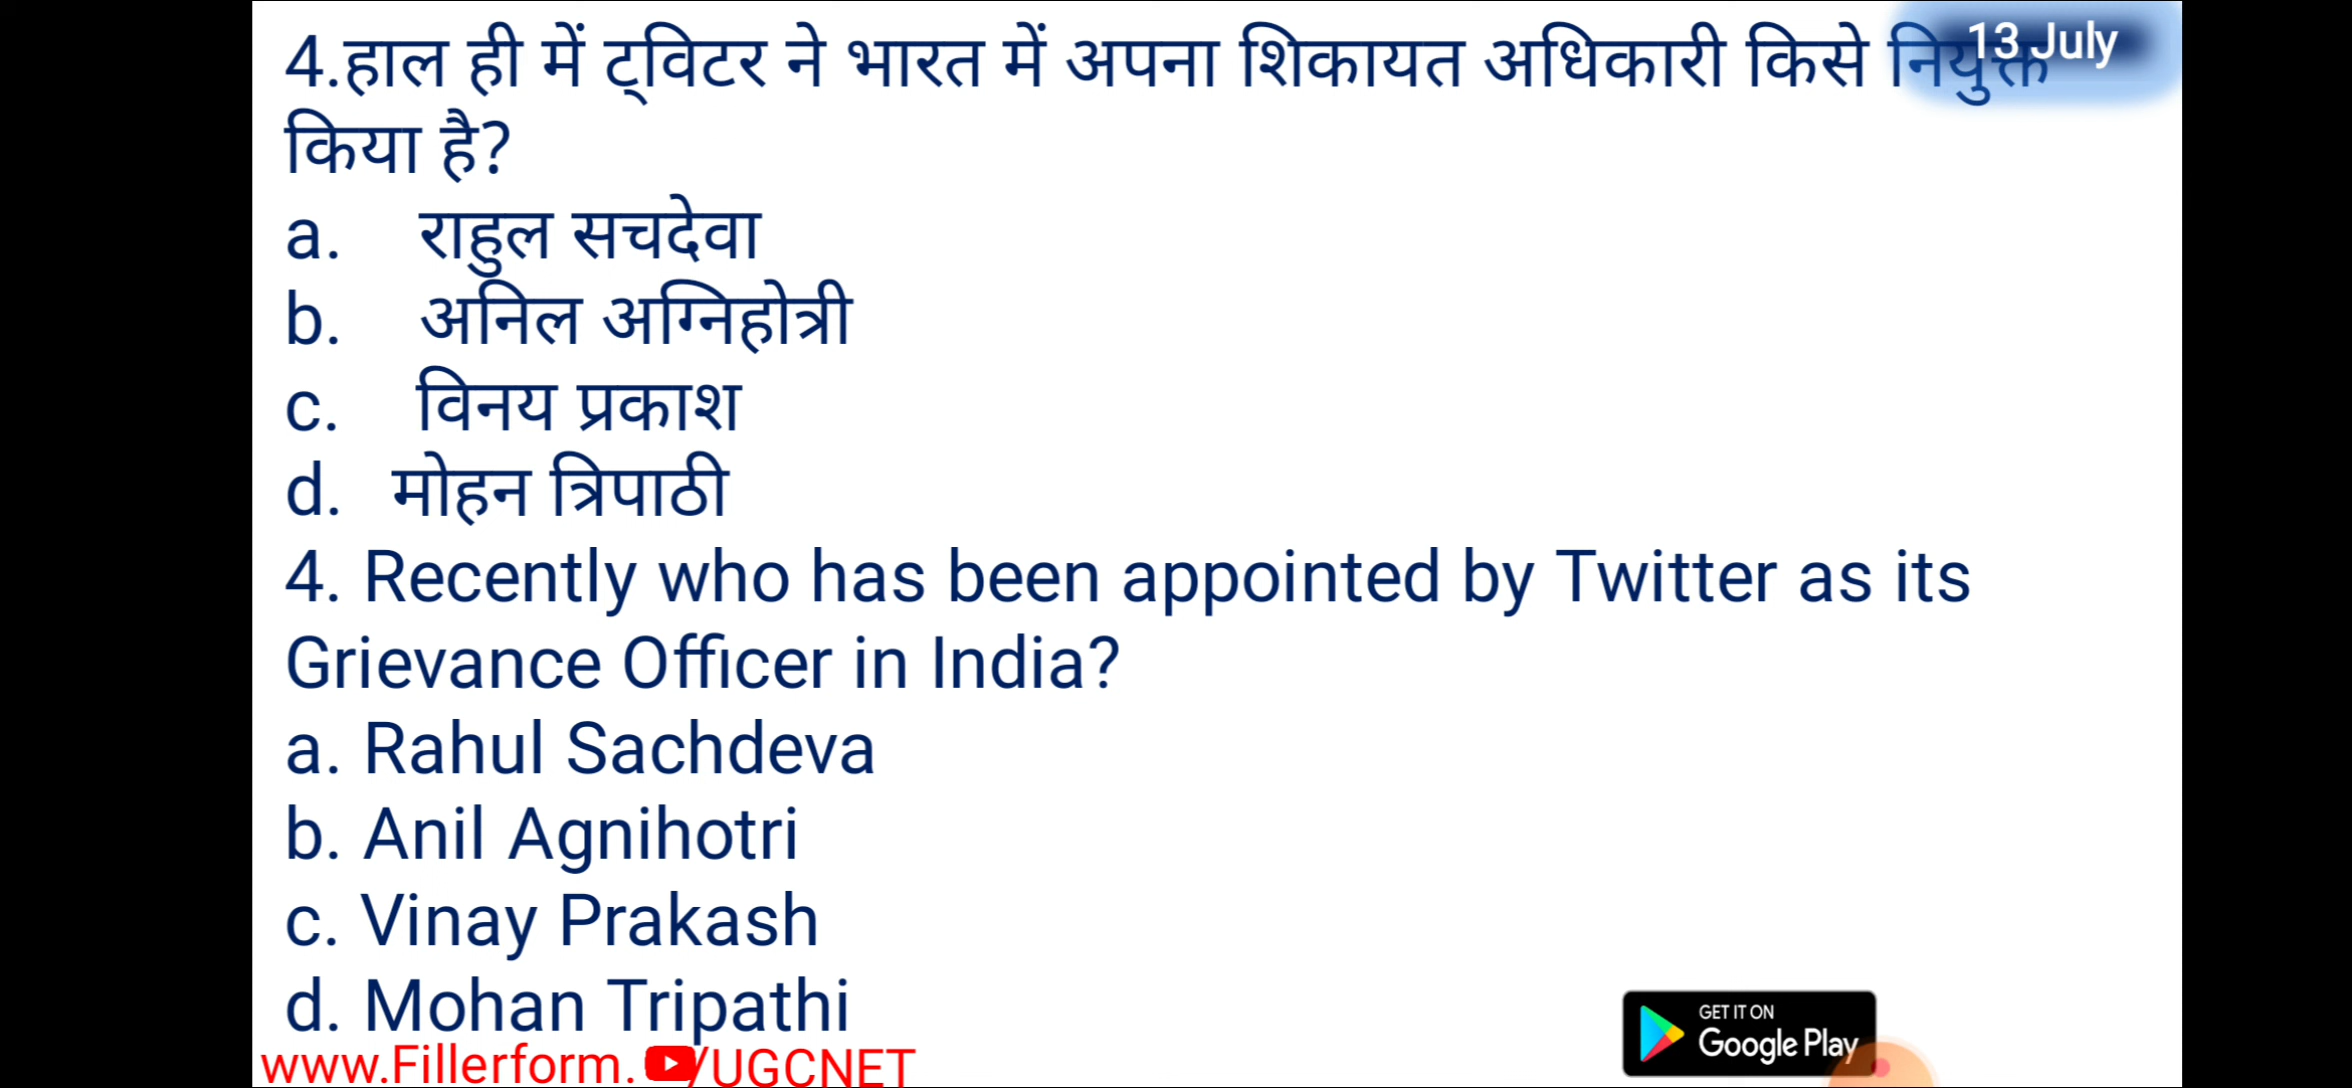 4.हाल ही में ट्विटर ने भारत में अपना शिकायत अधिकारी किसे नियुक्त
13 July
किया है?
a. राहुल सचदेवा
b. अनिल अग्निहोत्री
c. विनय प्रकाश
d. मोहन त्रिपाठी
4. Recently who has been appointed by Twitter as its
Grievance Officer in India?
a. Rahul Sachdeva
b. Anil Agnihotri
c. Vinay Prakash
d. Mohan Tripathi
www.Fillerform. /UGCNET
GET IT ON
Google Play